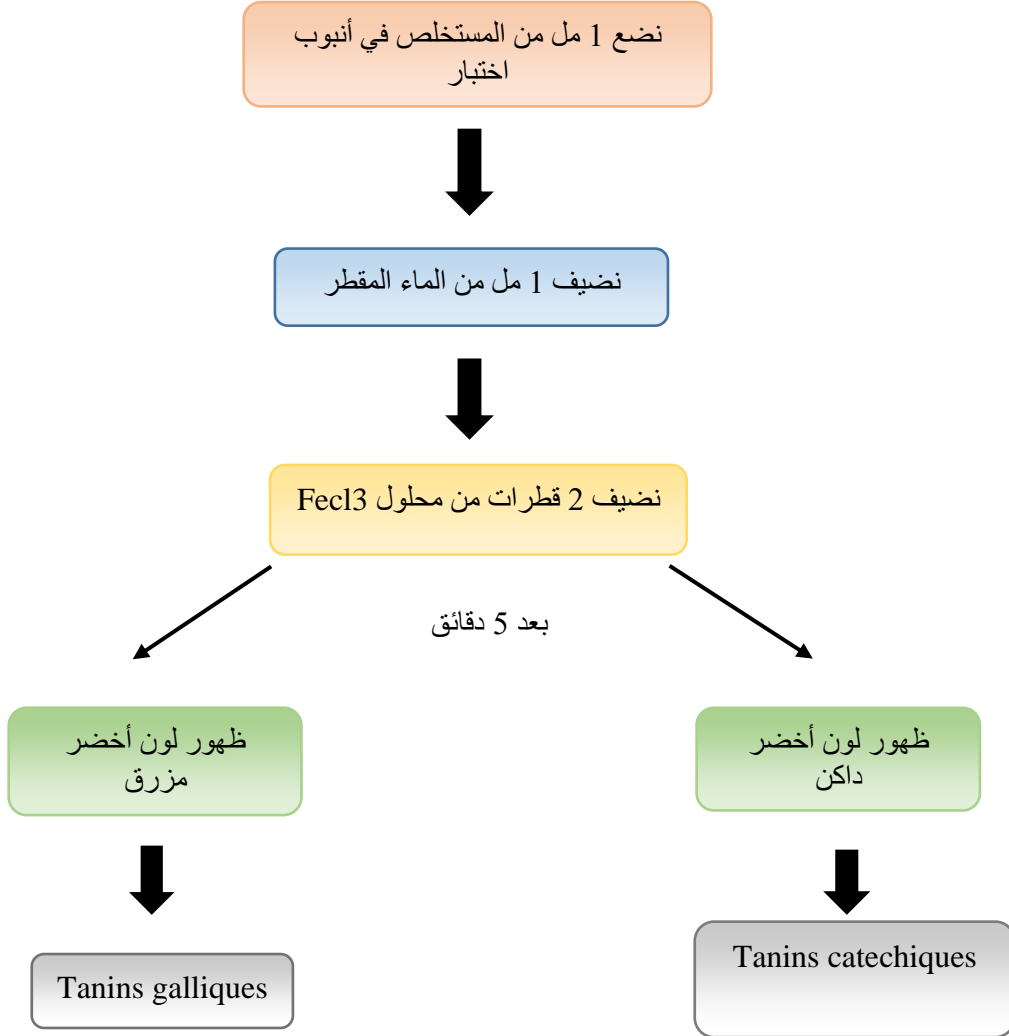 نضع 1 مل من المستخلص في أنبوب
اختبار
نضيف 1 مل من الماء المقطر
نضيف 2 قطرات من محلول Fecl3
بعد 5 دقائق
ظهور لون أخضر
داكن
ظهور لون أخضر
مزرق
Tanins catechiques
Tanins galliques